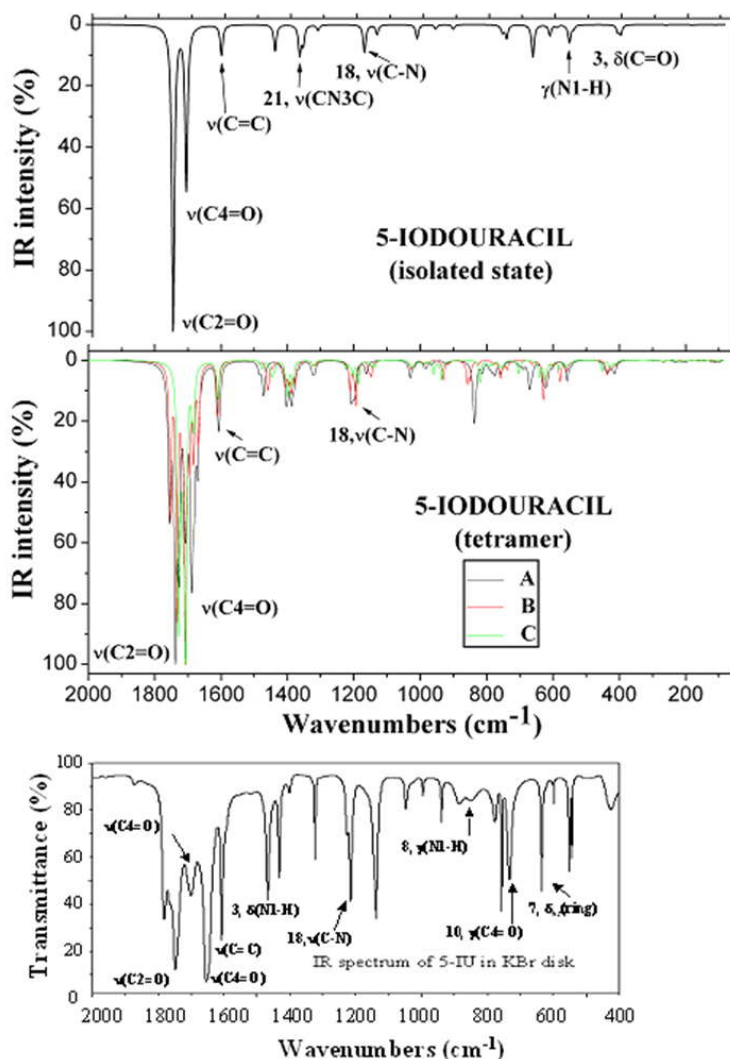 0
20
40
60
80
100
IR intensity (%)
ν(C=C)
21, ν(CN3C)
18, ν(C-N)
γ(N1-H)
3, δ(C=O)
ν(C4=O)
ν(C2=O)
5-IODOURACIL
(isolated state)
0
20
40
60
80
100
IR intensity (%)
ν(C=C)
18,ν(C-N)
ν(C4=O)
ν(C2=O)
5-IODOURACIL
(tetramer)
A
B
C
2000 1800 1600 1400 1200 1000 800 600 400 200
Wavenumbers (cm-1)
100
80
60
40
20
0
Transmittance (%)
ν(C4=O)
3, δ(N1-H)
ν(C=C)
ν(C2=O)
ν(C4=O)
18, ν(C-N)
8, γ(N1-H)
10, γ(C4=O)
7, δ (ring)
IR spectrum of 5-IU in KBr disk
2000 1800 1600 1400 1200 1000 800 600 400
Wavenumbers (cm-1)